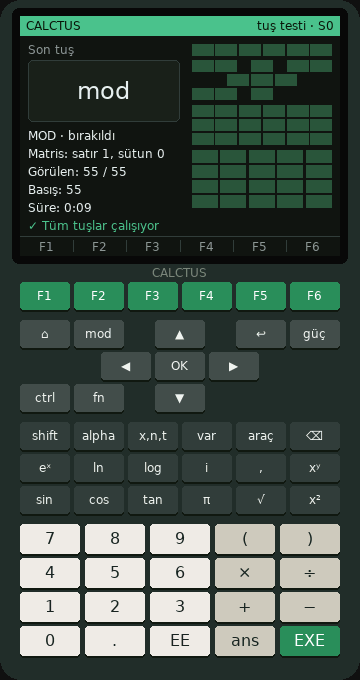 CALCTUS tuş testi · S0
Son tuş
mod
MOD · bırakıldı
Matris: satır 1, sütun 0
Görülen: 55 / 55
Basış: 55
Süre: 0:09
✓ Tüm tuşlar çalışıyor
F1 F2 F3 F4 F5 F6
CALCTUS
F1 F2 F3 F4 F5 F6
⌂ mod ▲ ↩ güç
◀ OK ▶
ctrl fn ▼
shift alpha x,n,t var araç ⌫
eˣ ln log i , xʸ
sin cos tan π √ x²
7 8 9 ( )
4 5 6 × ÷
1 2 3 + −
0 . EE ans EXE